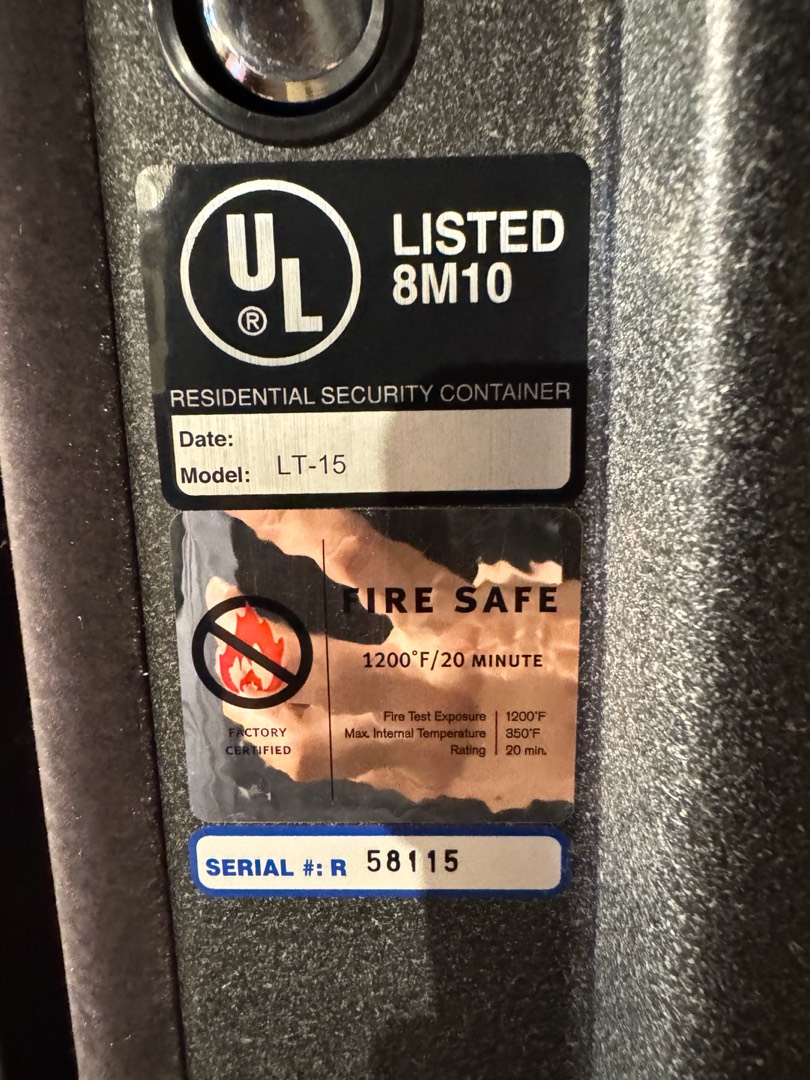 UL ®
LISTED
8M10
RESIDENTIAL SECURITY CONTAINER
Date:
Model: LT-15
FIRE SAFE
1200°F/20 MINUTE
FACTORY
CERTIFIED
Fire Test Exposure 1200°F
Max. Internal Temperature 350°F
Rating 20 min.
SERIAL #: R 58115